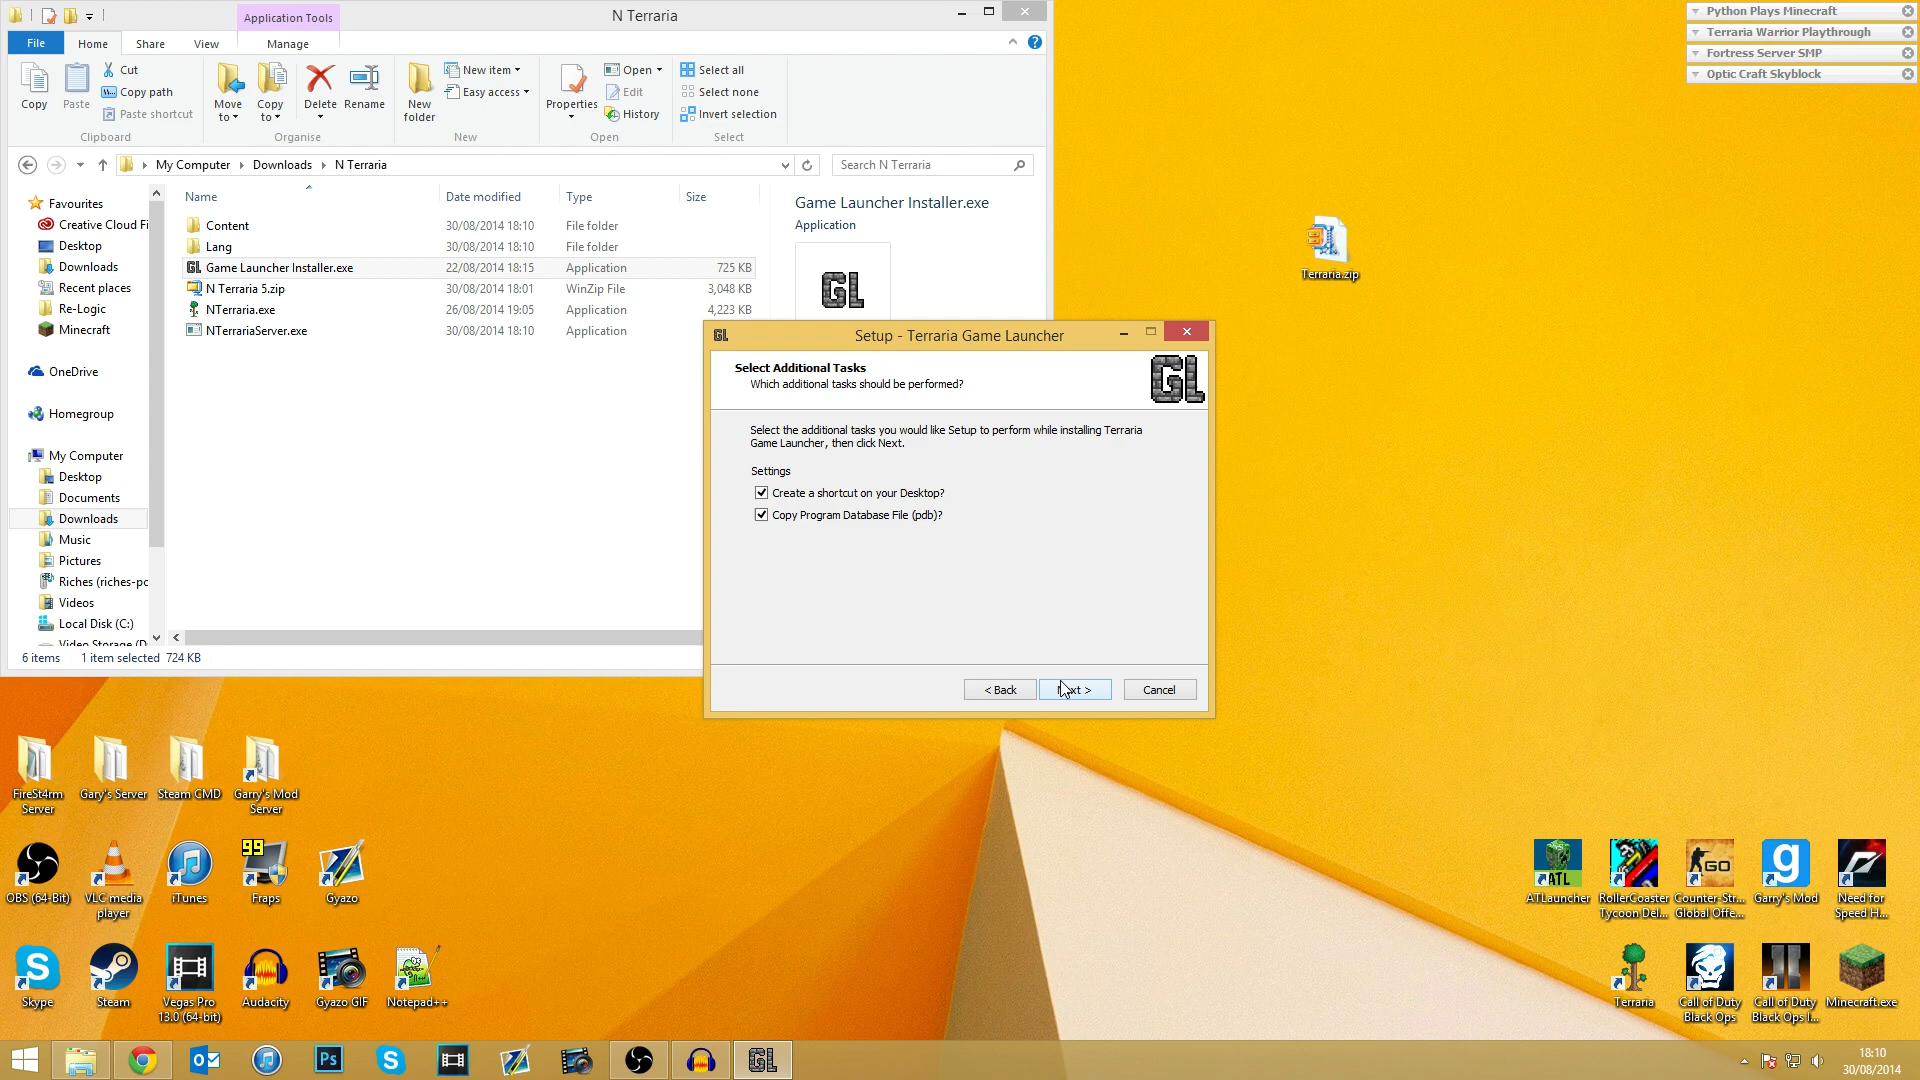 Application Tools
N Terraria
File
Home
Share
View
Manage
Copy
Paste
Cut
Copy path
Paste shortcut
Clipboard
Move to
Copy to
Delete
Rename
Organise
New folder
New item
Easy access
New
Properties
Open
Edit
History
Open
Select all
Select none
Invert selection
Select
My Computer
Downloads
N Terraria
Search N Terraria
Name
Date modified
Type
Size
Content
30/08/2014 18:10
File folder
Lang
30/08/2014 18:10
File folder
GL
Game Launcher Installer.exe
22/08/2014 18:15
Application
725 KB
N Terraria 5.zip
30/08/2014 18:01
WinZip File
3,048 KB
NTerraria.exe
26/08/2014 19:05
Application
4,223 KB
NTerrariaServer.exe
30/08/2014 18:10
Application
Game Launcher Installer.exe
Application
GL
Favourites
Creative Cloud Fi
Desktop
Downloads
Recent places
Re-Logic
Minecraft
OneDrive
Homegroup
My Computer
Desktop
Documents
Downloads
Music
Pictures
Riches (riches-pc
Videos
Local Disk (C:)
Video Storage (D
6 items
1 item selected 724 KB
GL
Setup - Terraria Game Launcher
Select Additional Tasks
Which additional tasks should be performed?
GL
Select the additional tasks you would like Setup to perform while installing Terraria
Game Launcher, then click Next.
Settings
Create a shortcut on your Desktop?
Copy Program Database File (pdb)?
< Back
Cancel
Python Plays Minecraft
Terraria Warrior Playthrough
Fortress Server SMP
Optic Craft Skyblock
Terraria.zip
FireSt4rm
Server
Gary's Server
Steam CMD
Garry's Mod
Server
OBS (64-Bit)
VLC media
player
iTunes
99
Fraps
Gyazo
Skype
Steam
Vegas Pro
13.0 (64-bit)
Audacity
Gyazo GIF
Notepad++
ATL
ATLauncher
RollerCoaster
Tycoon Del...
GO
Counter-Str...
Global Offe...
g
Garry's Mod
Need for
Speed H...
Terraria
Call of Duty
Black Ops
Call of Duty
Black Ops I...
Minecraft.exe
Ps
GL
18:10
30/08/2014